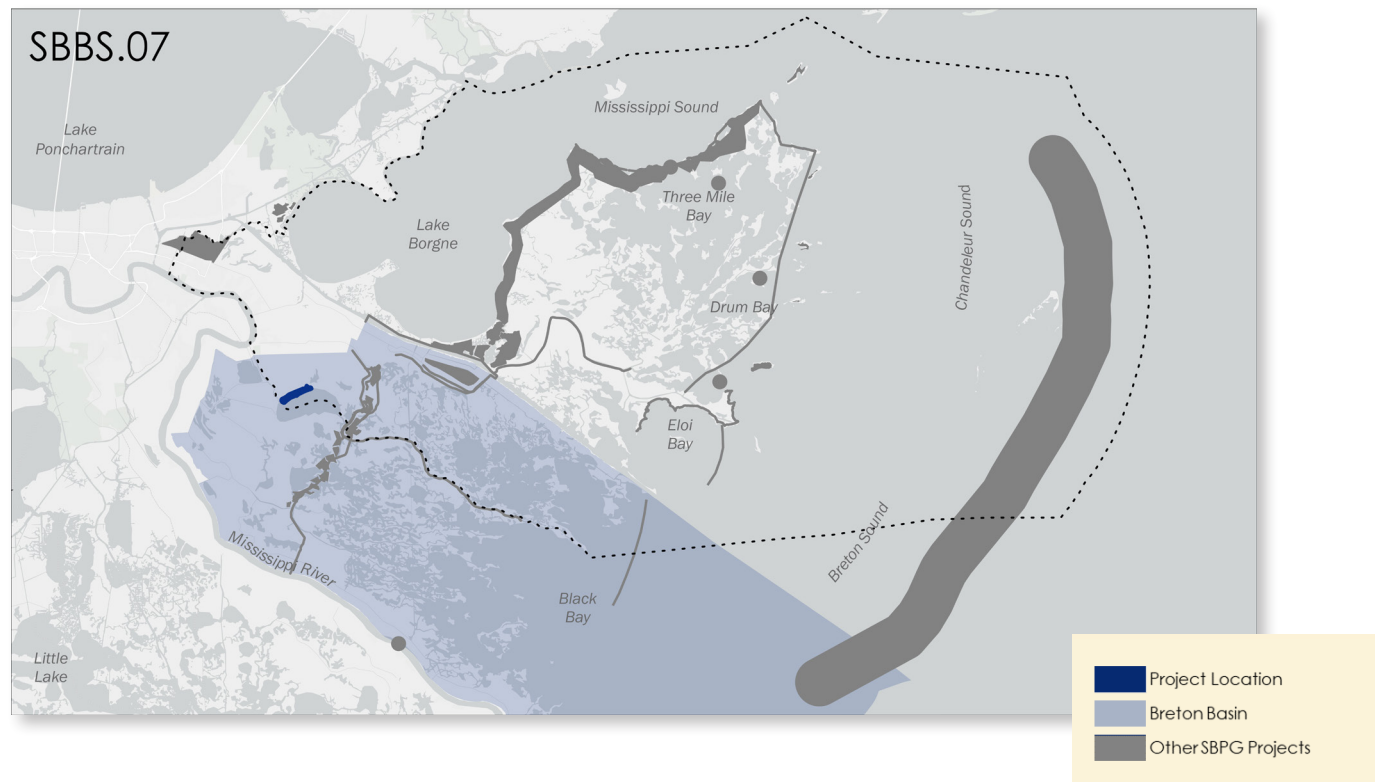 SBBS.07
Mississippi Sound
Lake
Ponchartrain
Three Mile
Bay
Lake
Borgne
Chandeleur Sound
Drum Bay
Eloi
Bay
Breton Sound
Mississippi River
Black
Bay
Little
Lake
Project Location
Breton Basin
Other SBPG Projects